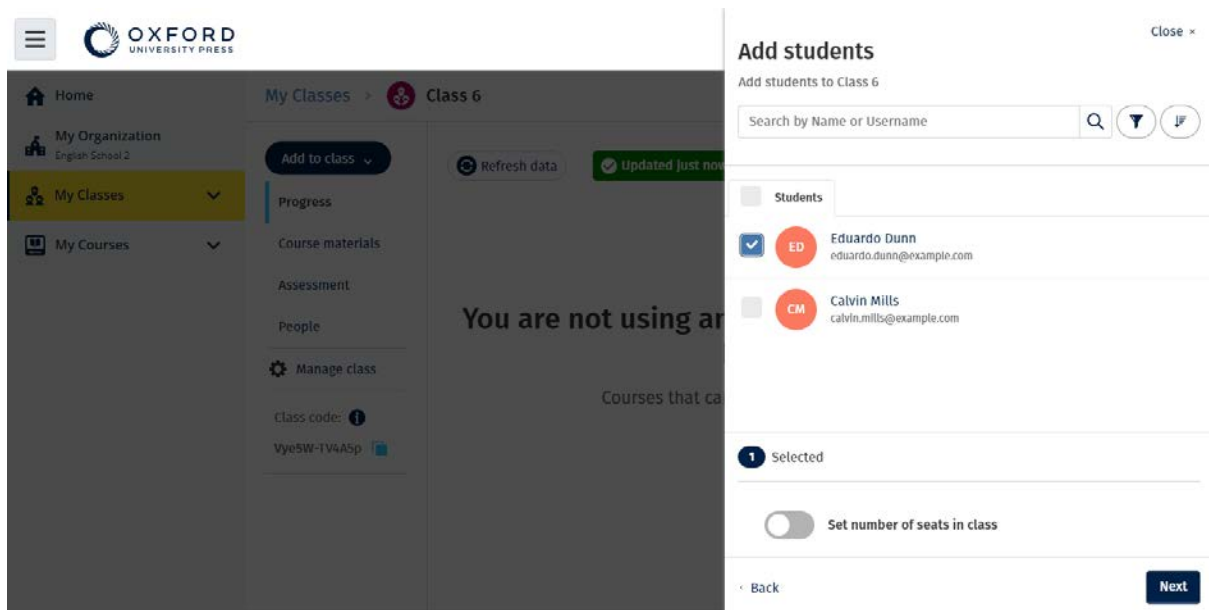 OXFORD
UNIVERSITY PRESS
Home
My Organization
English School 2
My Classes
My Courses
My Classes > Class 6
Add to class
Progress
Course materials
Assessment
People
Manage class
Class code:
Vye5W-TV4A5p
Refresh data
Updated just now
You are not using an
Courses that ca
Close ×
Add students
Add students to Class 6
Search by Name or Username
Students
ED
Eduardo Dunn
eduardo.dunn@example.com
CM
Calvin Mills
calvin.mills@example.com
1 Selected
Set number of seats in class
Back
Next